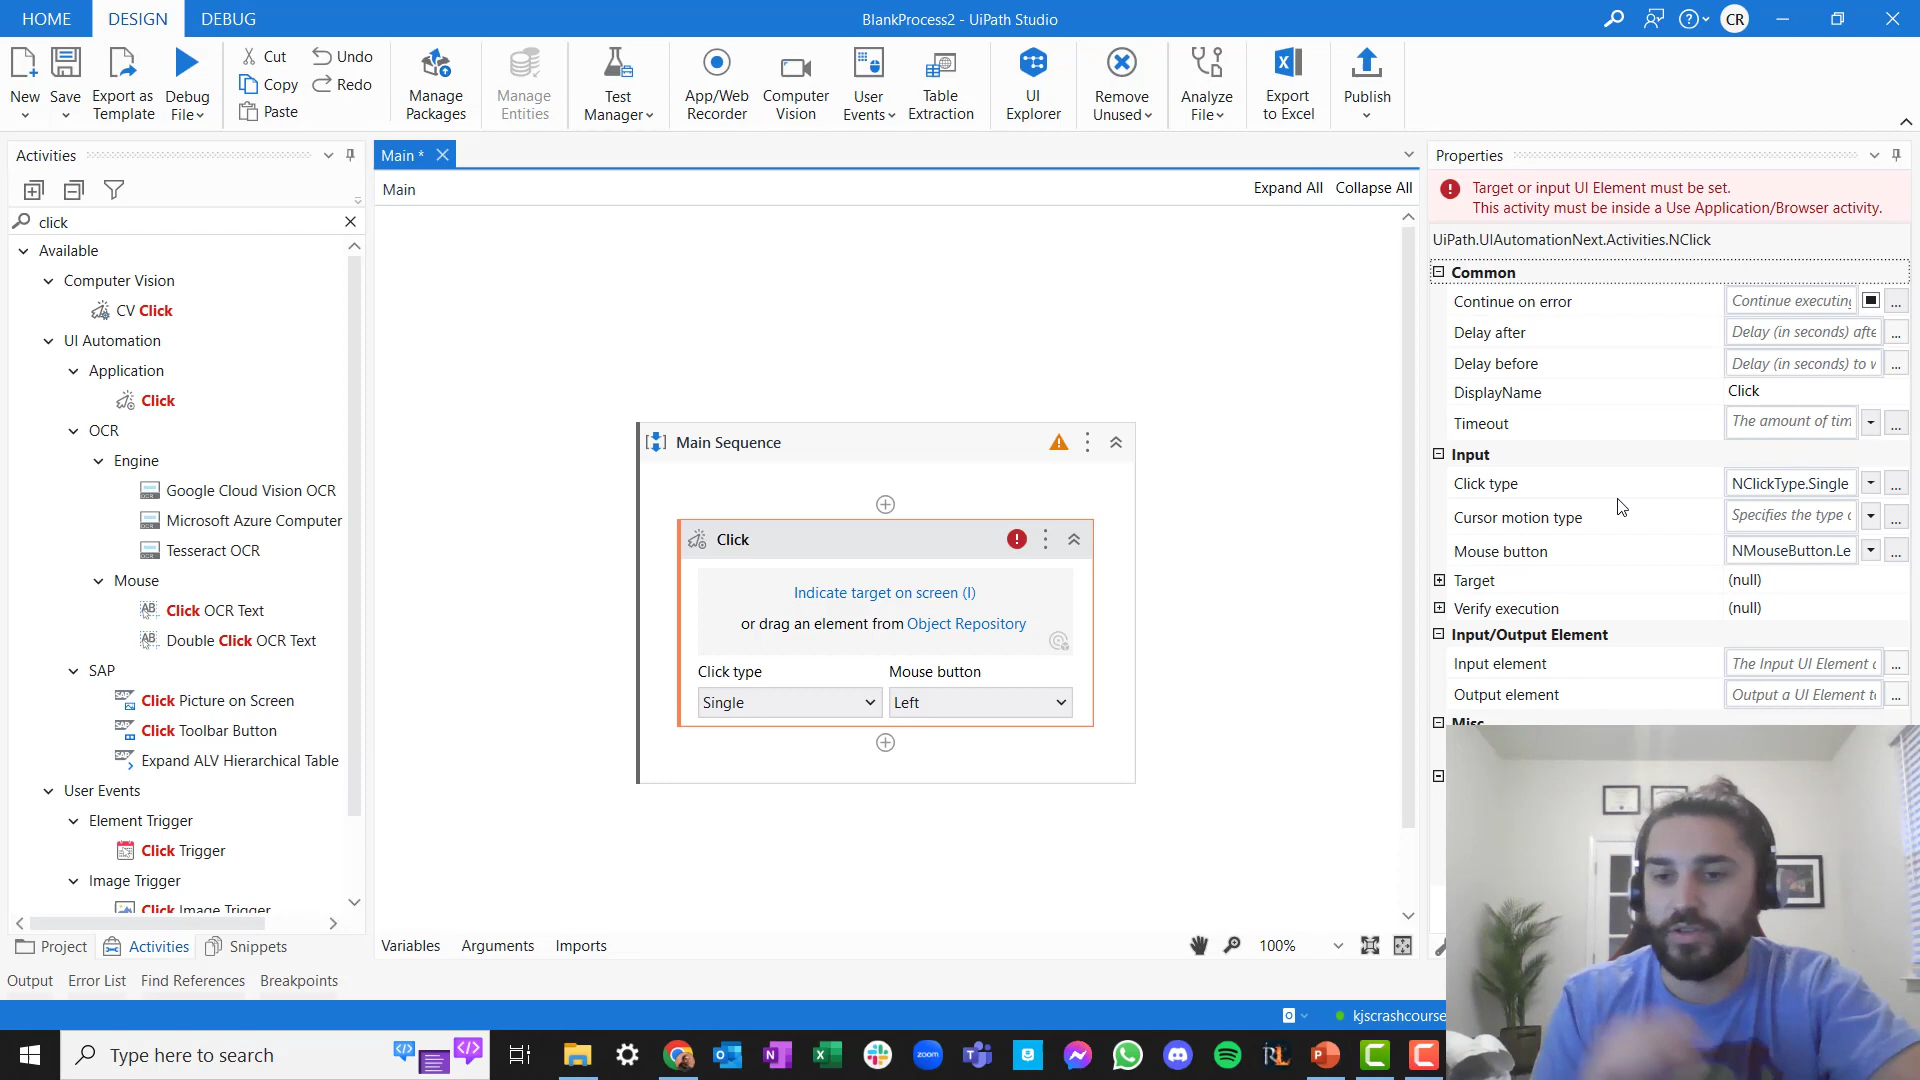 HOME DESIGN DEBUG
BlankProcess2 - UiPath Studio
CR
New
Save
Export as Template
Debug File
Cut
Copy
Paste
Undo
Redo
Manage Packages
Manage Entities
Test Manager
App/Web Recorder
Computer Vision
User Events
Table Extraction
UI Explorer
Remove Unused
Analyze File
Export to Excel
Publish
Activities
click
Available
Computer Vision
CV Click
UI Automation
Application
Click
OCR
Engine
Google Cloud Vision OCR
Microsoft Azure Computer
Tesseract OCR
Mouse
Click OCR Text
Double Click OCR Text
SAP
Click Picture on Screen
Click Toolbar Button
Expand ALV Hierarchical Table
User Events
Element Trigger
Click Trigger
Image Trigger
Click Image Trigger
Project Activities Snippets
Output Error List Find References Breakpoints
Main *
Main
Expand All Collapse All
Main Sequence
Click
Indicate target on screen (I)
or drag an element from Object Repository
Click type Mouse button
Single Left
Variables Arguments Imports
100%
Properties
Target or input UI Element must be set.
This activity must be inside a Use Application/Browser activity.
UiPath.UIAutomationNext.Activities.NClick
Common
Continue on error Continue executing ...
Delay after Delay (in seconds) afte ...
Delay before Delay (in seconds) to w ...
DisplayName Click
Timeout The amount of tim ...
Input
Click type NClickType.Single ...
Cursor motion type Specifies the type o ...
Mouse button NMouseButton.Le ...
Target (null)
Verify execution (null)
Input/Output Element
Input element The Input UI Element ...
Output element Output a UI Element to ...
Misc
kjscrashcourse
Type here to search
zoom